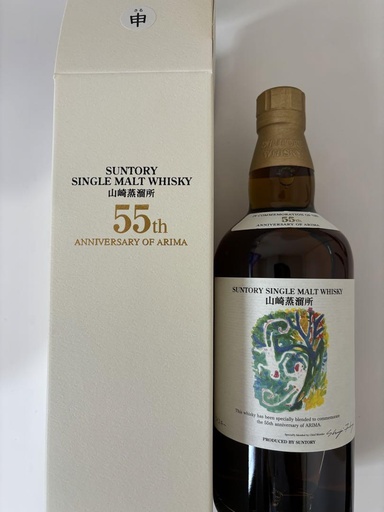 申
SUNTORY
SINGLE MALT WHISKY
山崎蒸溜所
55th
ANNIVERSARY OF ARIMA
55th
ANNIVERSARY OF ARIMA
SUNTORY SINGLE MALT WHISKY
山崎蒸溜所
This whisky has been specially blended to commemorate
the 55th anniversary of ARIMA.
PRODUCED BY SUNTORY